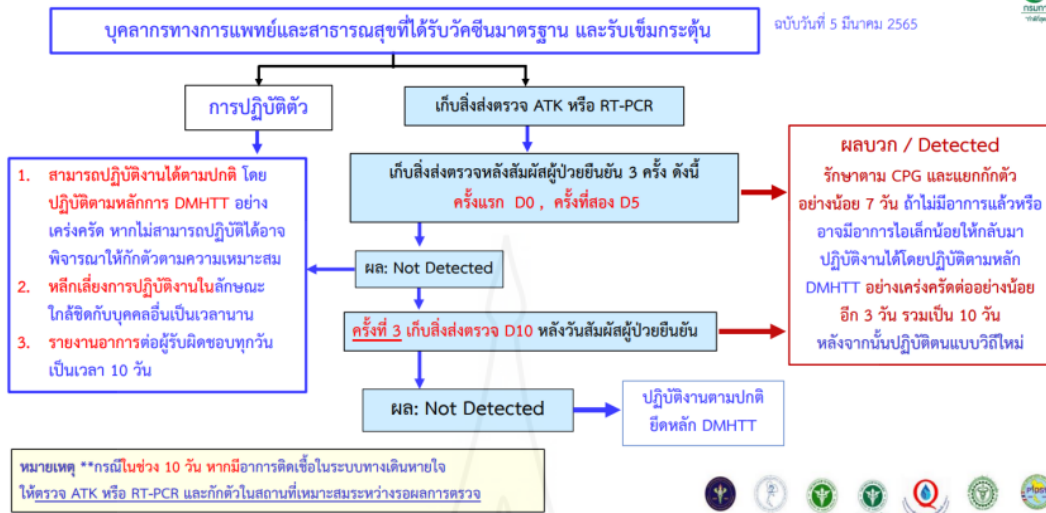 บุคลากรทางการแพทย์และสาธารณสุขที่ได้รับวัคซีนมาตรฐาน และรับเข็มกระตุ้น
ฉบับวันที่ 5 มีนาคม 2565
การปฏิบัติตัว
เก็บสิ่งส่งตรวจ ATK หรือ RT-PCR
1. สามารถปฏิบัติงานได้ตามปกติ โดย
ปฏิบัติตามหลักการ DMHTT อย่าง
เคร่งครัด หากไม่สามารถปฏิบัติได้อาจ
พิจารณาให้กักตัวตามความเหมาะสม
2. หลีกเลี่ยงการปฏิบัติงานในลักษณะ
ใกล้ชิดกับบุคคลอื่นเป็นเวลานาน
3. รายงานอาการต่อผู้รับผิดชอบทุกวัน
เป็นเวลา 10 วัน
เก็บสิ่งส่งตรวจหลังสัมผัสผู้ป่วยยืนยัน 3 ครั้ง ดังนี้
ครั้งแรก D0 , ครั้งที่สอง D5
ผล: Not Detected
ครั้งที่ 3 เก็บสิ่งส่งตรวจ D10 หลังวันสัมผัสผู้ป่วยยืนยัน
ผล: Not Detected
ปฏิบัติงานตามปกติ
ยึดหลัก DMHTT
ผลบวก / Detected
รักษาตาม CPG และแยกกักตัว
อย่างน้อย 7 วัน ถ้าไม่มีอาการแล้วหรือ
อาจมีอาการไอเล็กน้อยให้กลับมา
ปฏิบัติงานได้โดยปฏิบัติตามหลัก
DMHTT อย่างเคร่งครัดต่ออย่างน้อย
อีก 3 วัน รวมเป็น 10 วัน
หลังจากนั้นปฏิบัติตนแบบวิถีใหม่
หมายเหตุ **กรณีในช่วง 10 วัน หากมีอาการติดเชื้อในระบบทางเดินหายใจ
ให้ตรวจ ATK หรือ RT-PCR และกักตัวในสถานที่เหมาะสมระหว่างรอผลการตรวจ